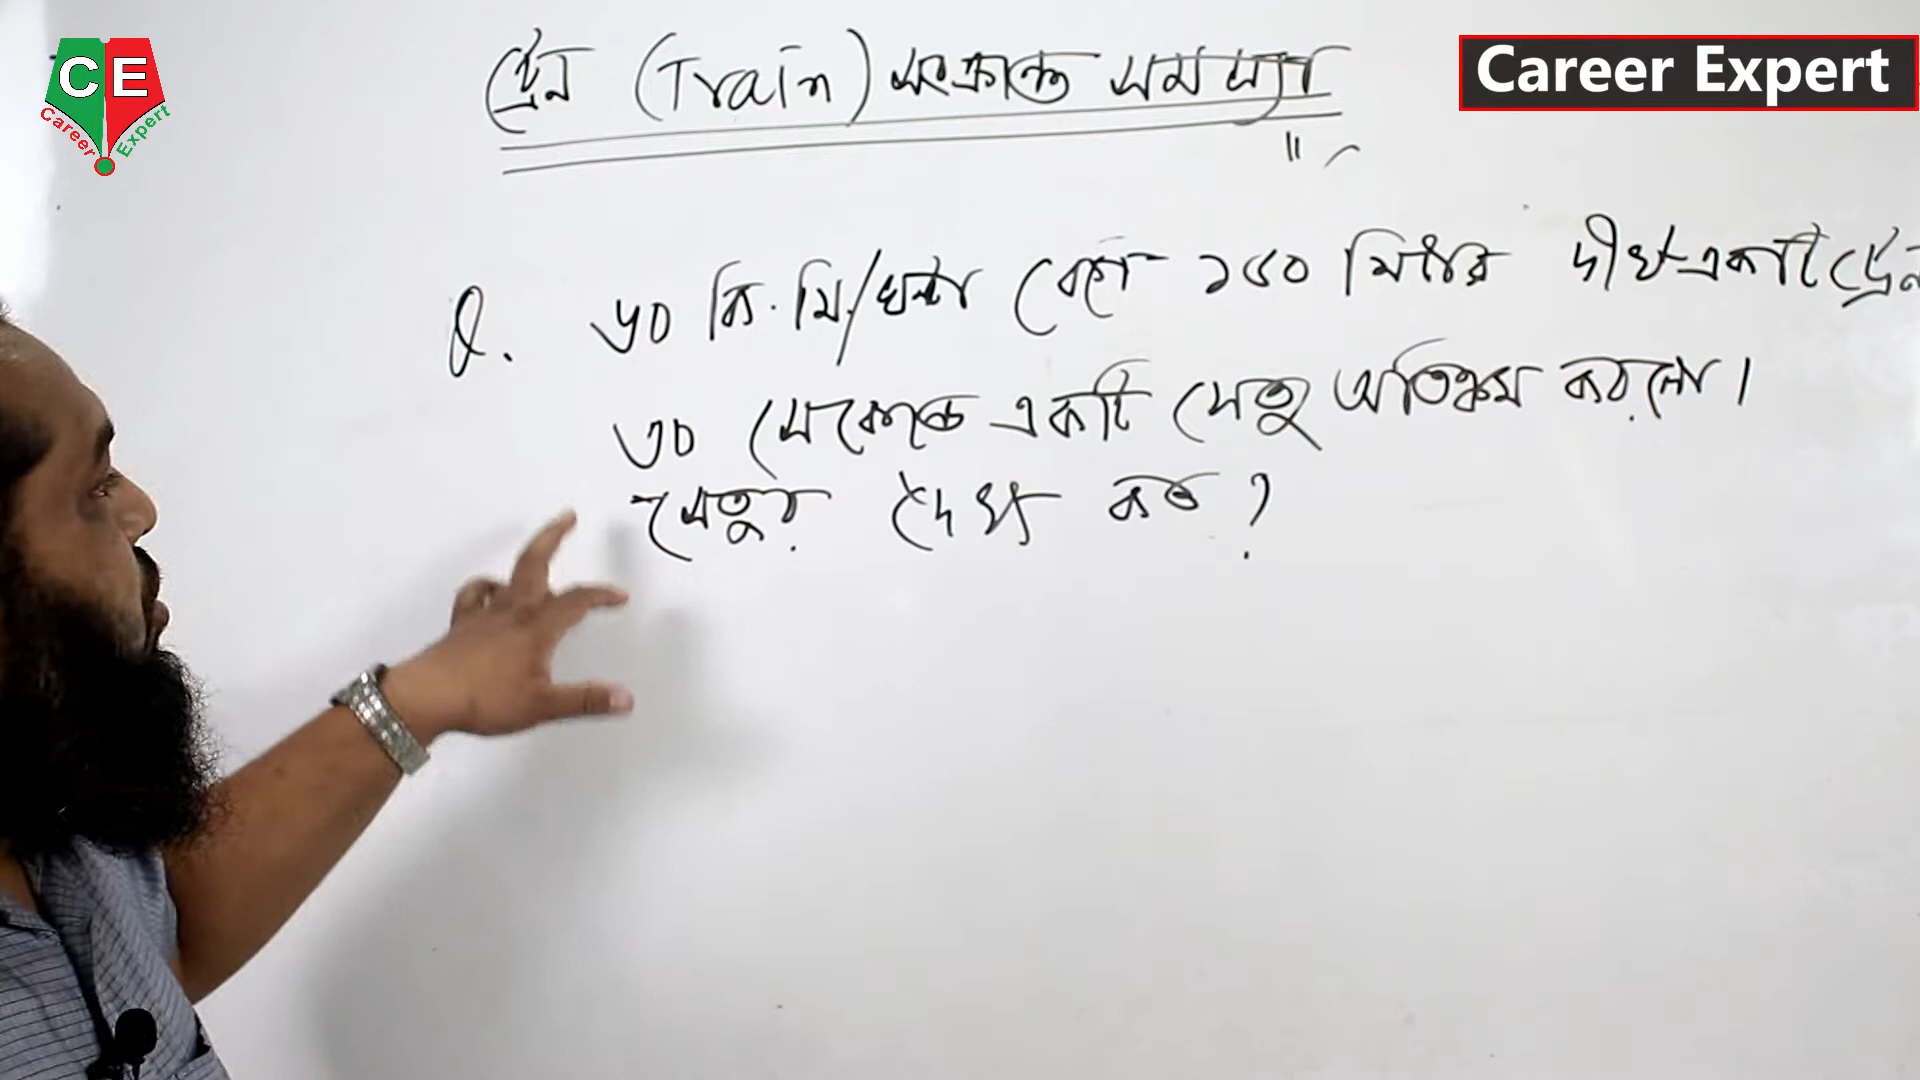 CE
Career Expert
Career Expert
ট্রেন (Train) সংক্রান্ত সমস্যা
Q. ৬০ কি.মি./ঘন্টা বেগে ১৫০ মিটার দীর্ঘ একটি ট্রেন
৩০ সেকেন্ডে একটি সেতু অতিক্রম করলো।
সেতুর দৈর্ঘ্য কত?